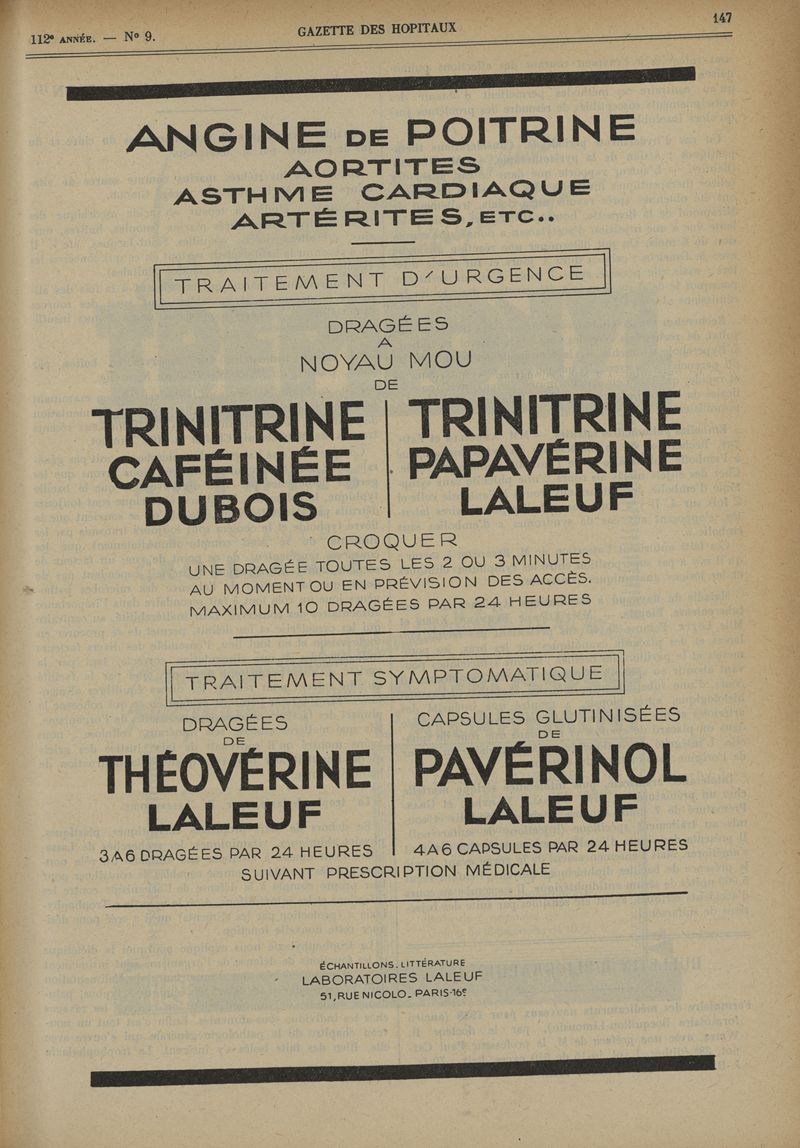 112e ANNÉE. — No 9.
GAZETTE DES HOPITAUX
147
ANGINE DE POITRINE
AORTITES
ASTHME CARDIAQUE
ARTÉRITES, ETC..
TRAITEMENT D'URGENCE
DRAGÉES
A
NOYAU MOU
DE
TRINITRINE
CAFÉINÉE
DUBOIS
TRINITRINE
PAPAVÉRINE
LALEUF
CROQUER
UNE DRAGÉE TOUTES LES 2 OU 3 MINUTES
AU MOMENT OU EN PRÉVISION DES ACCÈS.
MAXIMUM 10 DRAGÉES PAR 24 HEURES
TRAITEMENT SYMPTOMATIQUE
DRAGÉES
DE
THÉOVÉRINE
LALEUF
3 A 6 DRAGÉES PAR 24 HEURES
CAPSULES GLUTINISÉES
DE
PAVÉRINOL
LALEUF
4 A 6 CAPSULES PAR 24 HEURES
SUIVANT PRESCRIPTION MÉDICALE
ÉCHANTILLONS. LITTÉRATURE
LABORATOIRES LALEUF
51, RUE NICOLO. PARIS-16e